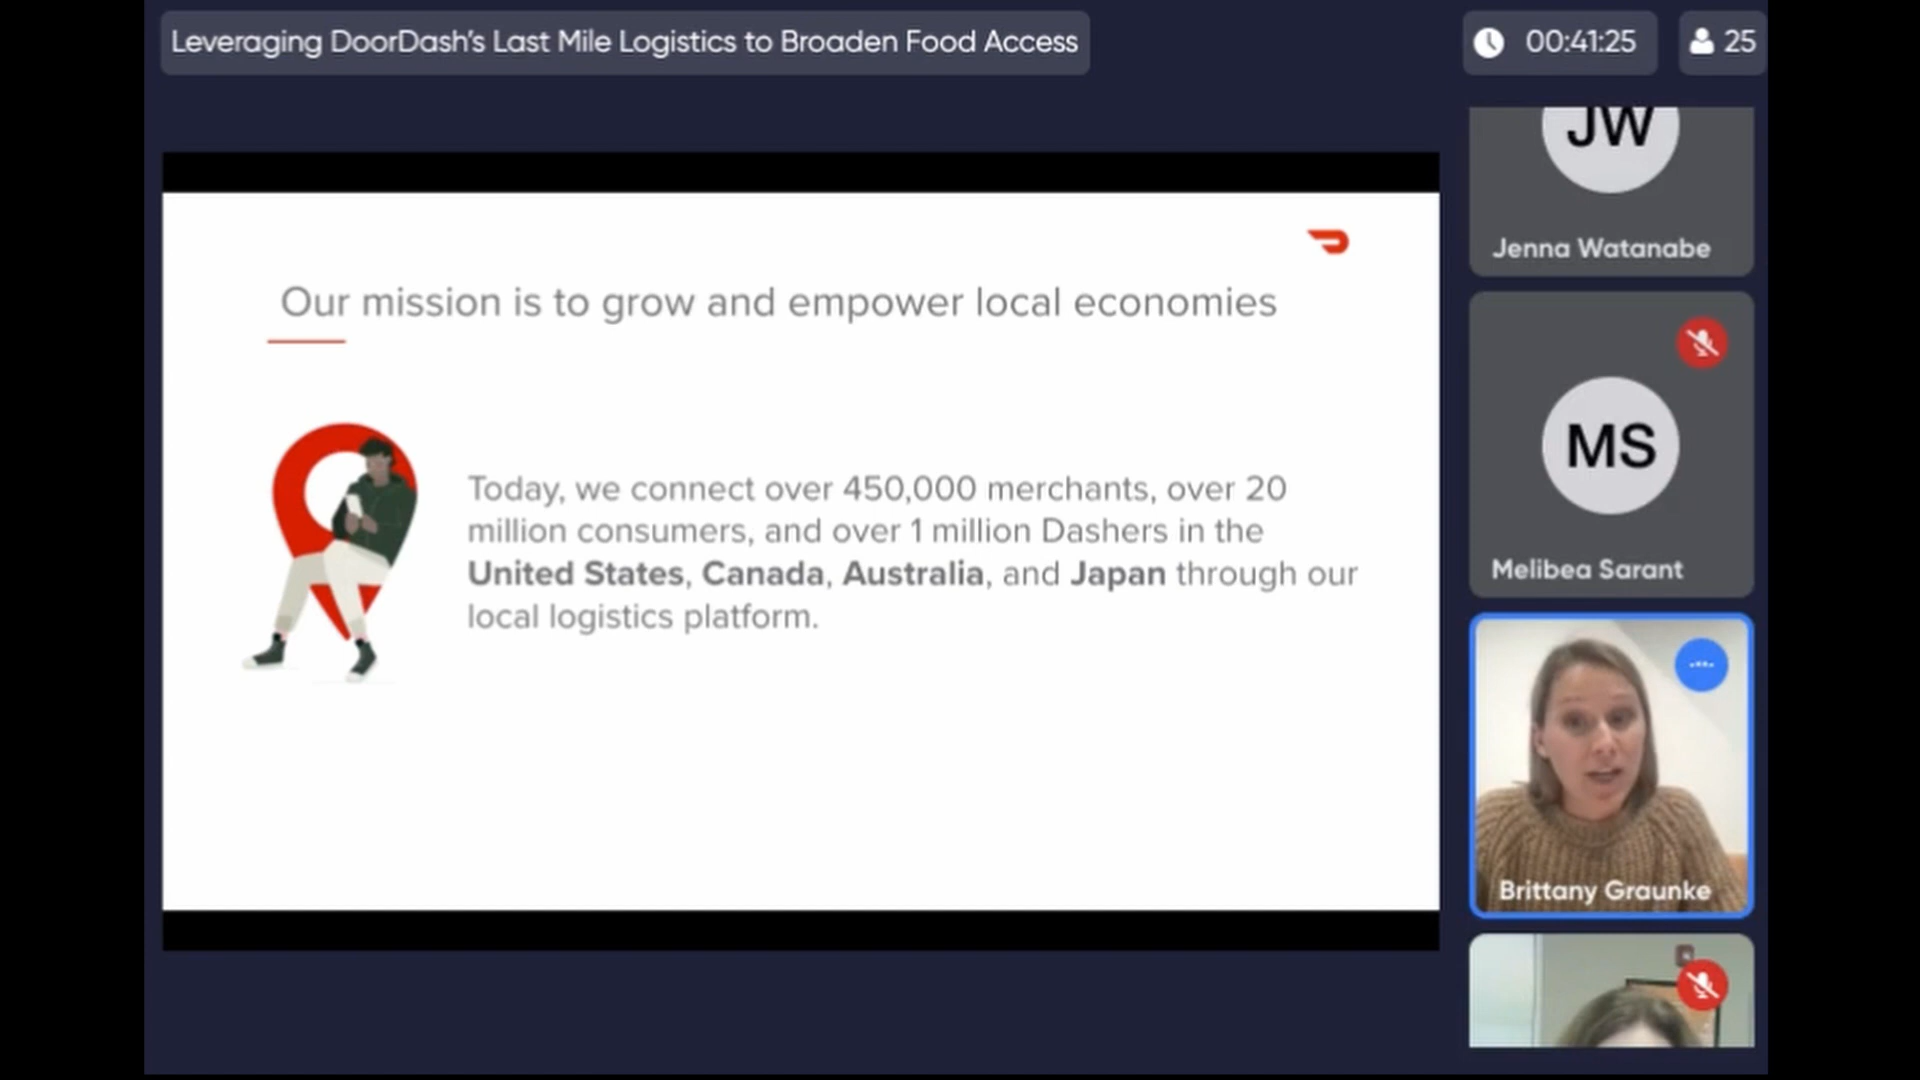 Leveraging DoorDash's Last Mile Logistics to Broaden Food Access
00:41:25
25
JW
Jenna Watanabe
Our mission is to grow and empower local economies
MS
Melibea Sarant
Today, we connect over 450,000 merchants, over 20
million consumers, and over 1 million Dashers in the
United States, Canada, Australia, and Japan through our
local logistics platform.
Brittany Graunke